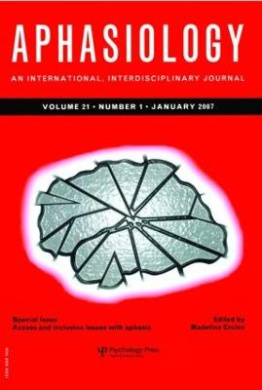 APHASIOLOGY
AN INTERNATIONAL, INTERDISCIPLINARY JOURNAL
VOLUME 21 • NUMBER 1 • JANUARY 2007
Special Issue
Access and inclusion issues with aphasia
Edited by
Madeline
Psychology Press